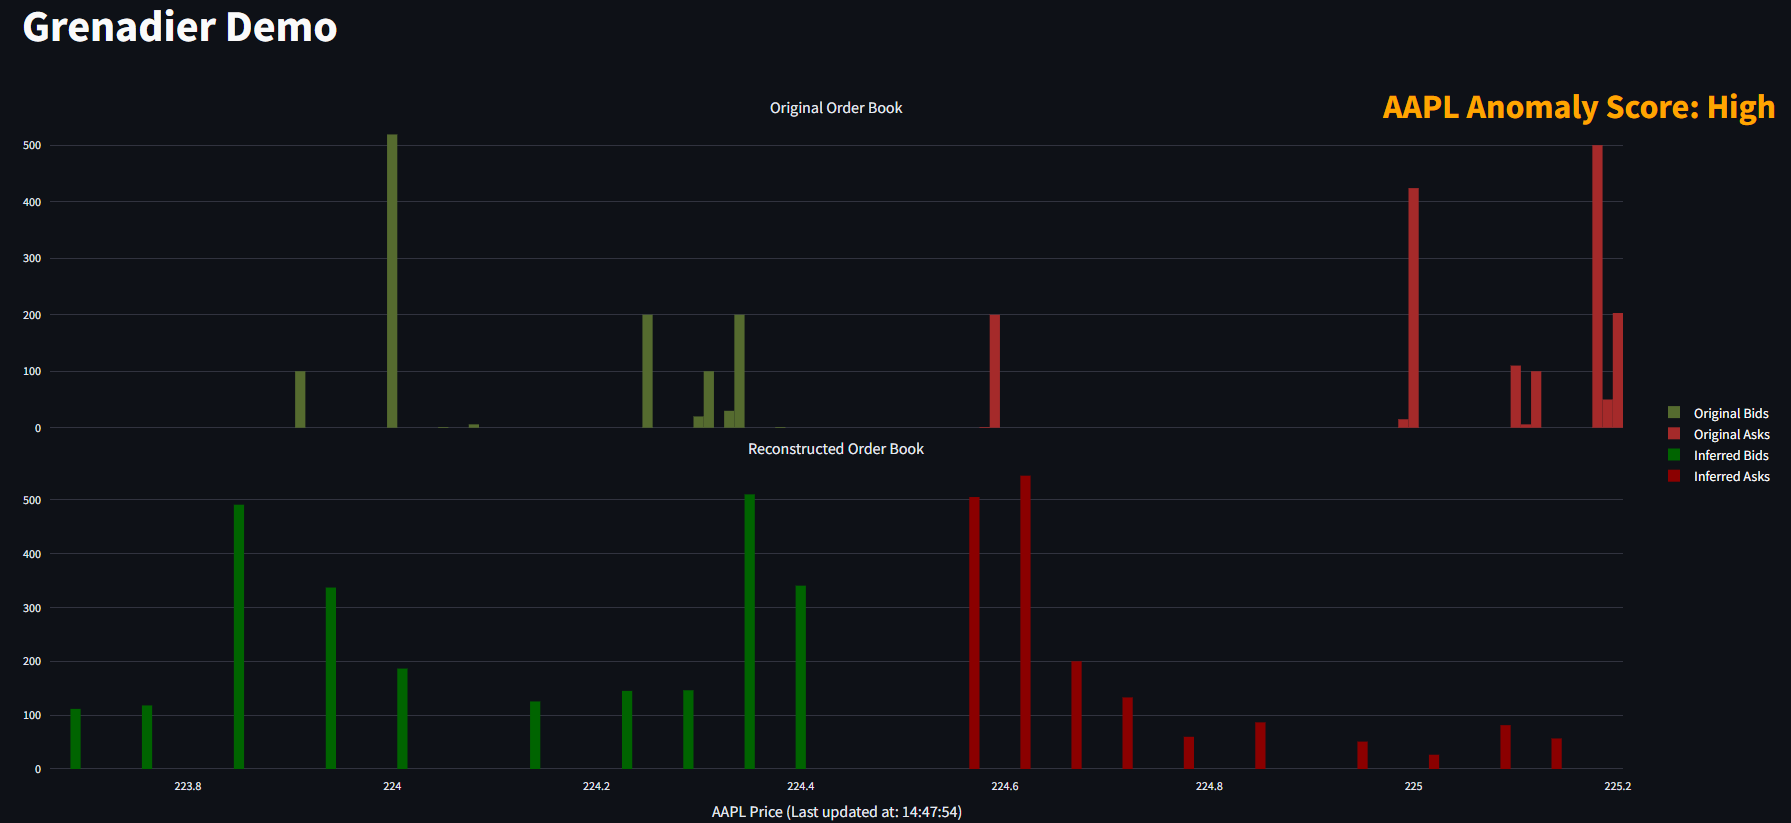 Grenadier Demo
Original Order Book
AAPL Anomaly Score: High
500
400
300
200
100
0
Original Bids
Original Asks
Inferred Bids
Inferred Asks
Reconstructed Order Book
500
400
300
200
100
0
223.8 224 224.2 224.4 224.6 224.8 225 225.2
AAPL Price (Last updated at: 14:47:54)